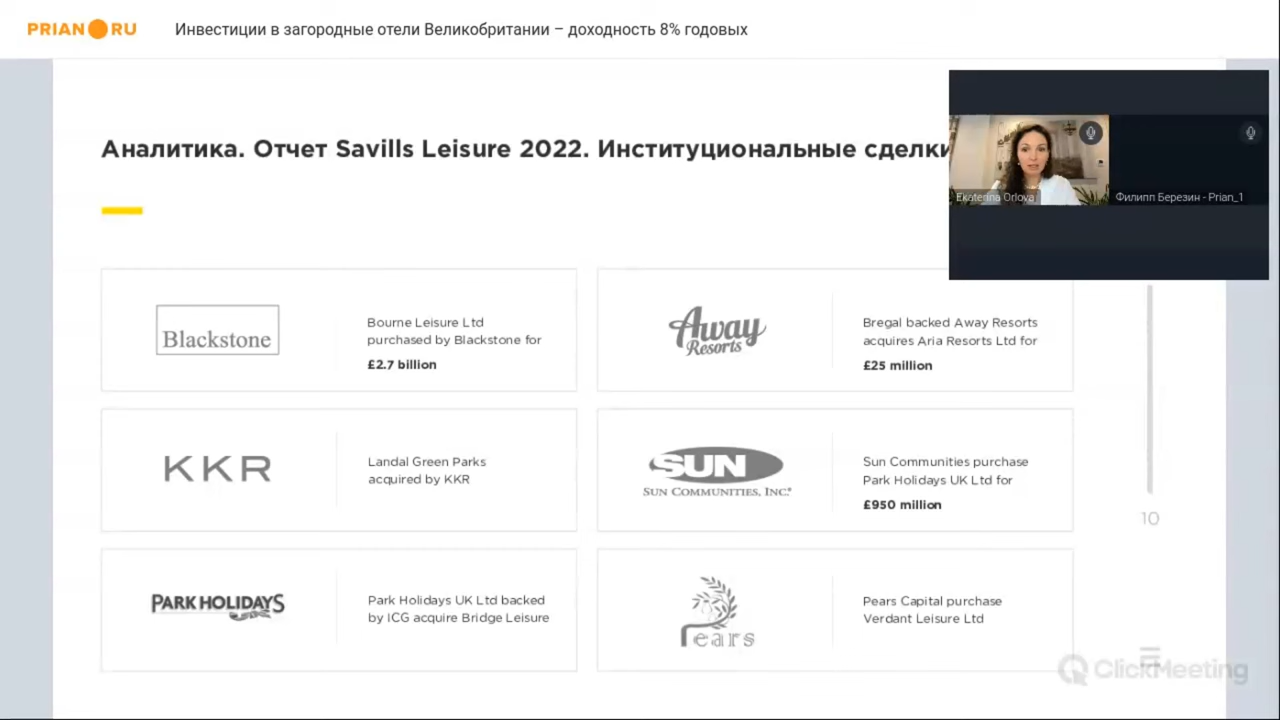 PRIAN RU
Инвестиции в загородные отели Великобритании – доходность 8% годовых
Аналитика. Отчет Savills Leisure 2022. Институциональные сделки
Ekaterina Orlova
Филипп Березин - Prian_1
Blackstone
Bourne Leisure Ltd
purchased by Blackstone for
£2.7 billion
Away
Resorts
Bregal backed Away Resorts
acquires Aria Resorts Ltd for
£25 million
KKR
Landal Green Parks
acquired by KKR
SUN
SUN COMMUNITIES, INC.®
Sun Communities purchase
Park Holidays UK Ltd for
£950 million
10
PARK HOLIDAYS
UK
Park Holidays UK Ltd backed
by ICG acquire Bridge Leisure
Pears
Pears Capital purchase
Verdant Leisure Ltd
ClickMeeting